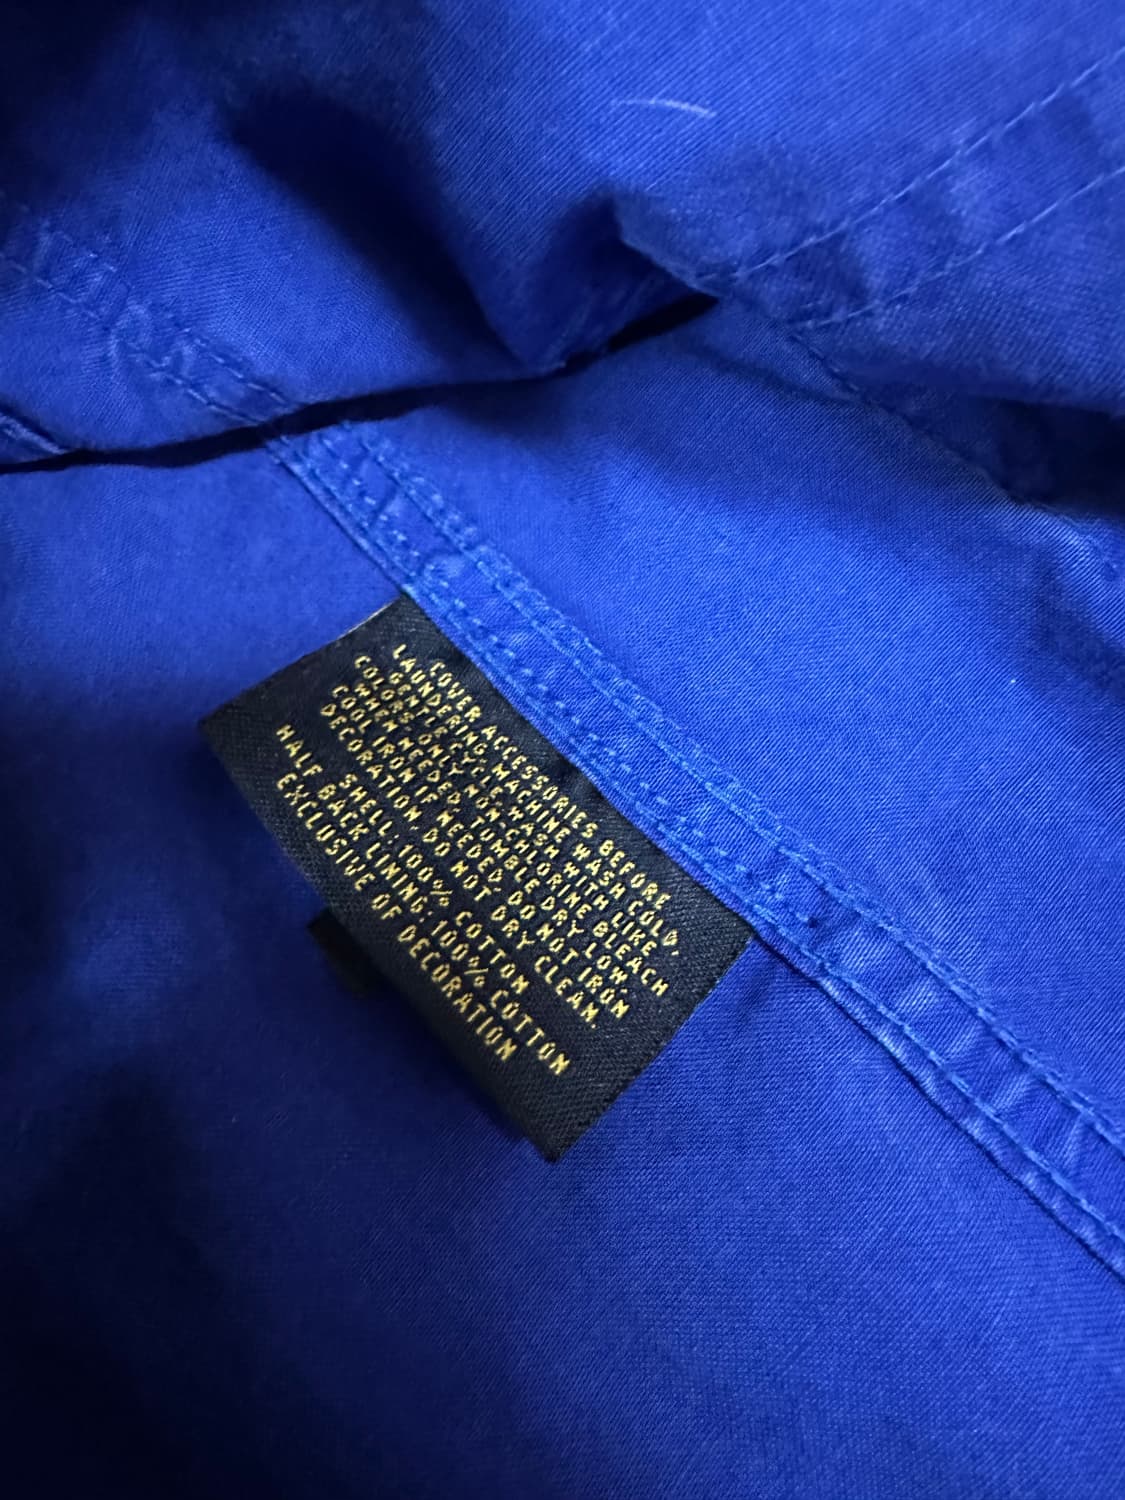 COVER ACCESSORIES BEFORE
LAUNDERING. MACHINE WASH COLD,
GENTLE CYCLE. WASH WITH LIKE
COLORS. ONLY NON-CHLORINE BLEACH
WHEN NEEDED. TUMBLE DRY LOW.
COOL IRON IF NEEDED. DO NOT IRON
DECORATION. DO NOT DRY CLEAN.
SHELL: 100% COTTON
HALF BACK LINING: 100% COTTON
EXCLUSIVE OF DECORATION